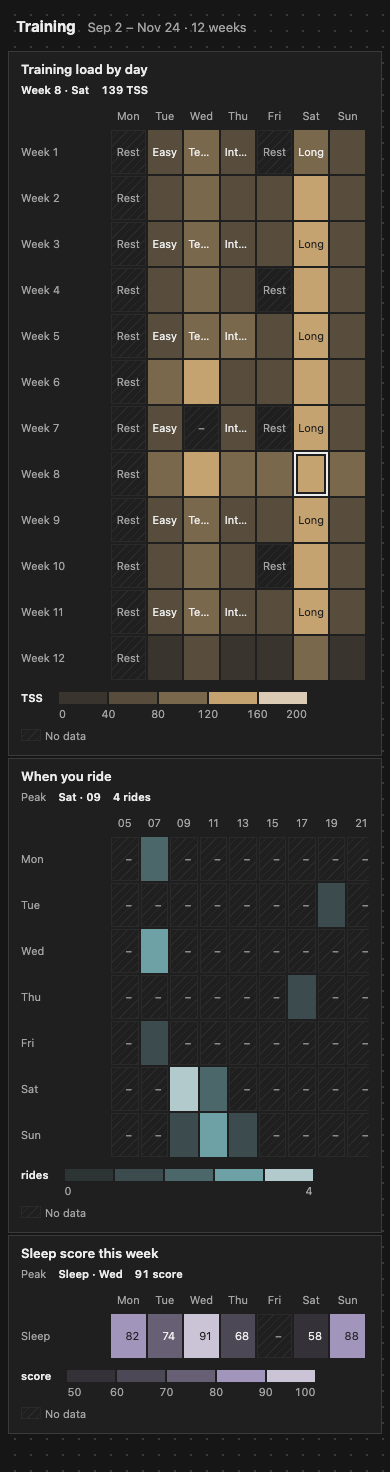 Training Sep 2 – Nov 24 · 12 weeks
Training load by day
Week 8 · Sat 139 TSS
Mon Tue Wed Thu Fri Sat Sun
Week 1 Rest Easy Te... Int... Rest Long
Week 2 Rest
Week 3 Rest Easy Te... Int... Long
Week 4 Rest Rest
Week 5 Rest Easy Te... Int... Long
Week 6 Rest
Week 7 Rest Easy – Int... Rest Long
Week 8 Rest
Week 9 Rest Easy Te... Int... Long
Week 10 Rest Rest
Week 11 Rest Easy Te... Int... Long
Week 12 Rest
TSS
0 40 80 120 160 200
No data
When you ride
Peak Sat · 09 4 rides
05 07 09 11 13 15 17 19 21
Mon – – – – – – – –
Tue – – – – – – – –
Wed – – – – – – – –
Thu – – – – – – – –
Fri – – – – – – – –
Sat – – – – – – –
Sun – – – – – –
rides
0 4
No data
Sleep score this week
Peak Sleep · Wed 91 score
Mon Tue Wed Thu Fri Sat Sun
Sleep 82 74 91 68 – 58 88
score
50 60 70 80 90 100
No data